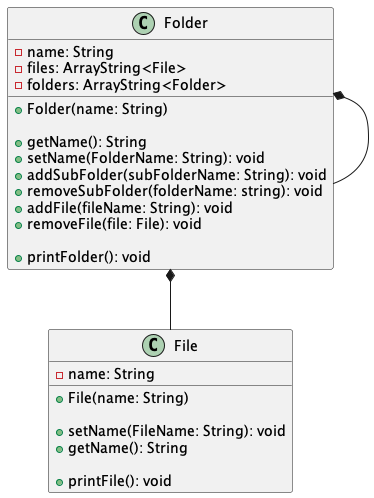 C Folder
name: String
files: ArrayString<File>
folders: ArrayString<Folder>
Folder(name: String)
getName(): String
setName(FolderName: String): void
addSubFolder(subFolderName: String): void
removeSubFolder(folderName: string): void
addFile(fileName: String): void
removeFile(file: File): void
printFolder(): void
C File
name: String
File(name: String)
setName(FileName: String): void
getName(): String
printFile(): void